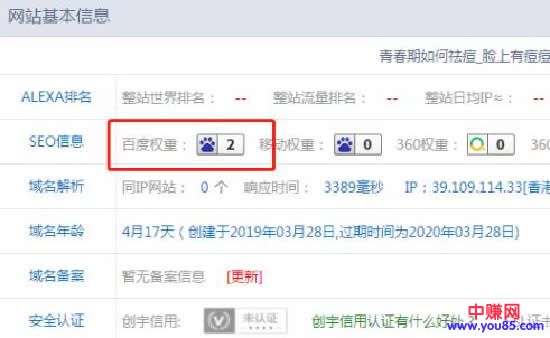 网站基本信息
青春期如何祛痘_脸上有痘痘
ALEXA排名 整站世界排名： -- 整站流量排名： -- 整站日均IP≈： --
SEO信息 百度权重： 2 移动权重： 0 360权重： 0
域名解析 同IP网站： 0 个 响应时间： 3389毫秒 IP：39.109.114.33[香港
域名年龄 4月17天 ( 创建于2019年03月28日,过期时间为2020年03月28日)
域名备案 暂无备案信息 [更新]
安全认证 创宇信用: 未认证 创宇信用认证有什么好处
中赚网
www.you85.com